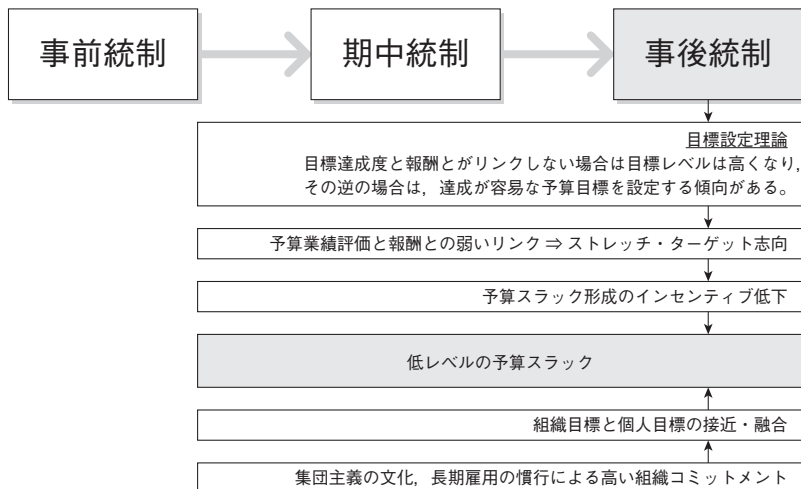 事前統制
期中統制
事後統制
目標設定理論
目標達成度と報酬とがリンクしない場合は目標レベルは高くなり，
その逆の場合は，達成が容易な予算目標を設定する傾向がある。
予算業績評価と報酬との弱いリンク ⇒ ストレッチ・ターゲット志向
予算スラック形成のインセンティブ低下
低レベルの予算スラック
組織目標と個人目標の接近・融合
集団主義の文化，長期雇用の慣行による高い組織コミットメント